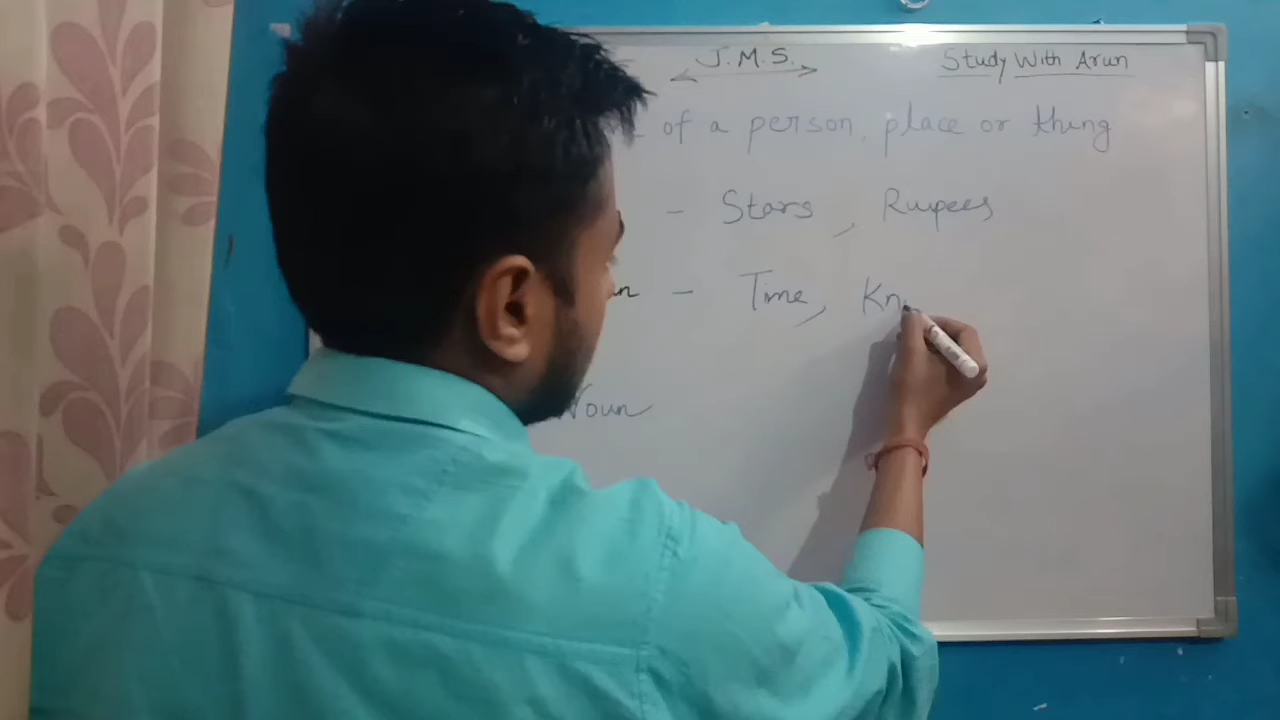 J.M.S. Study With Arun
of a person, place or thing
- Stars, Rupees
- Time, Kn
Noun